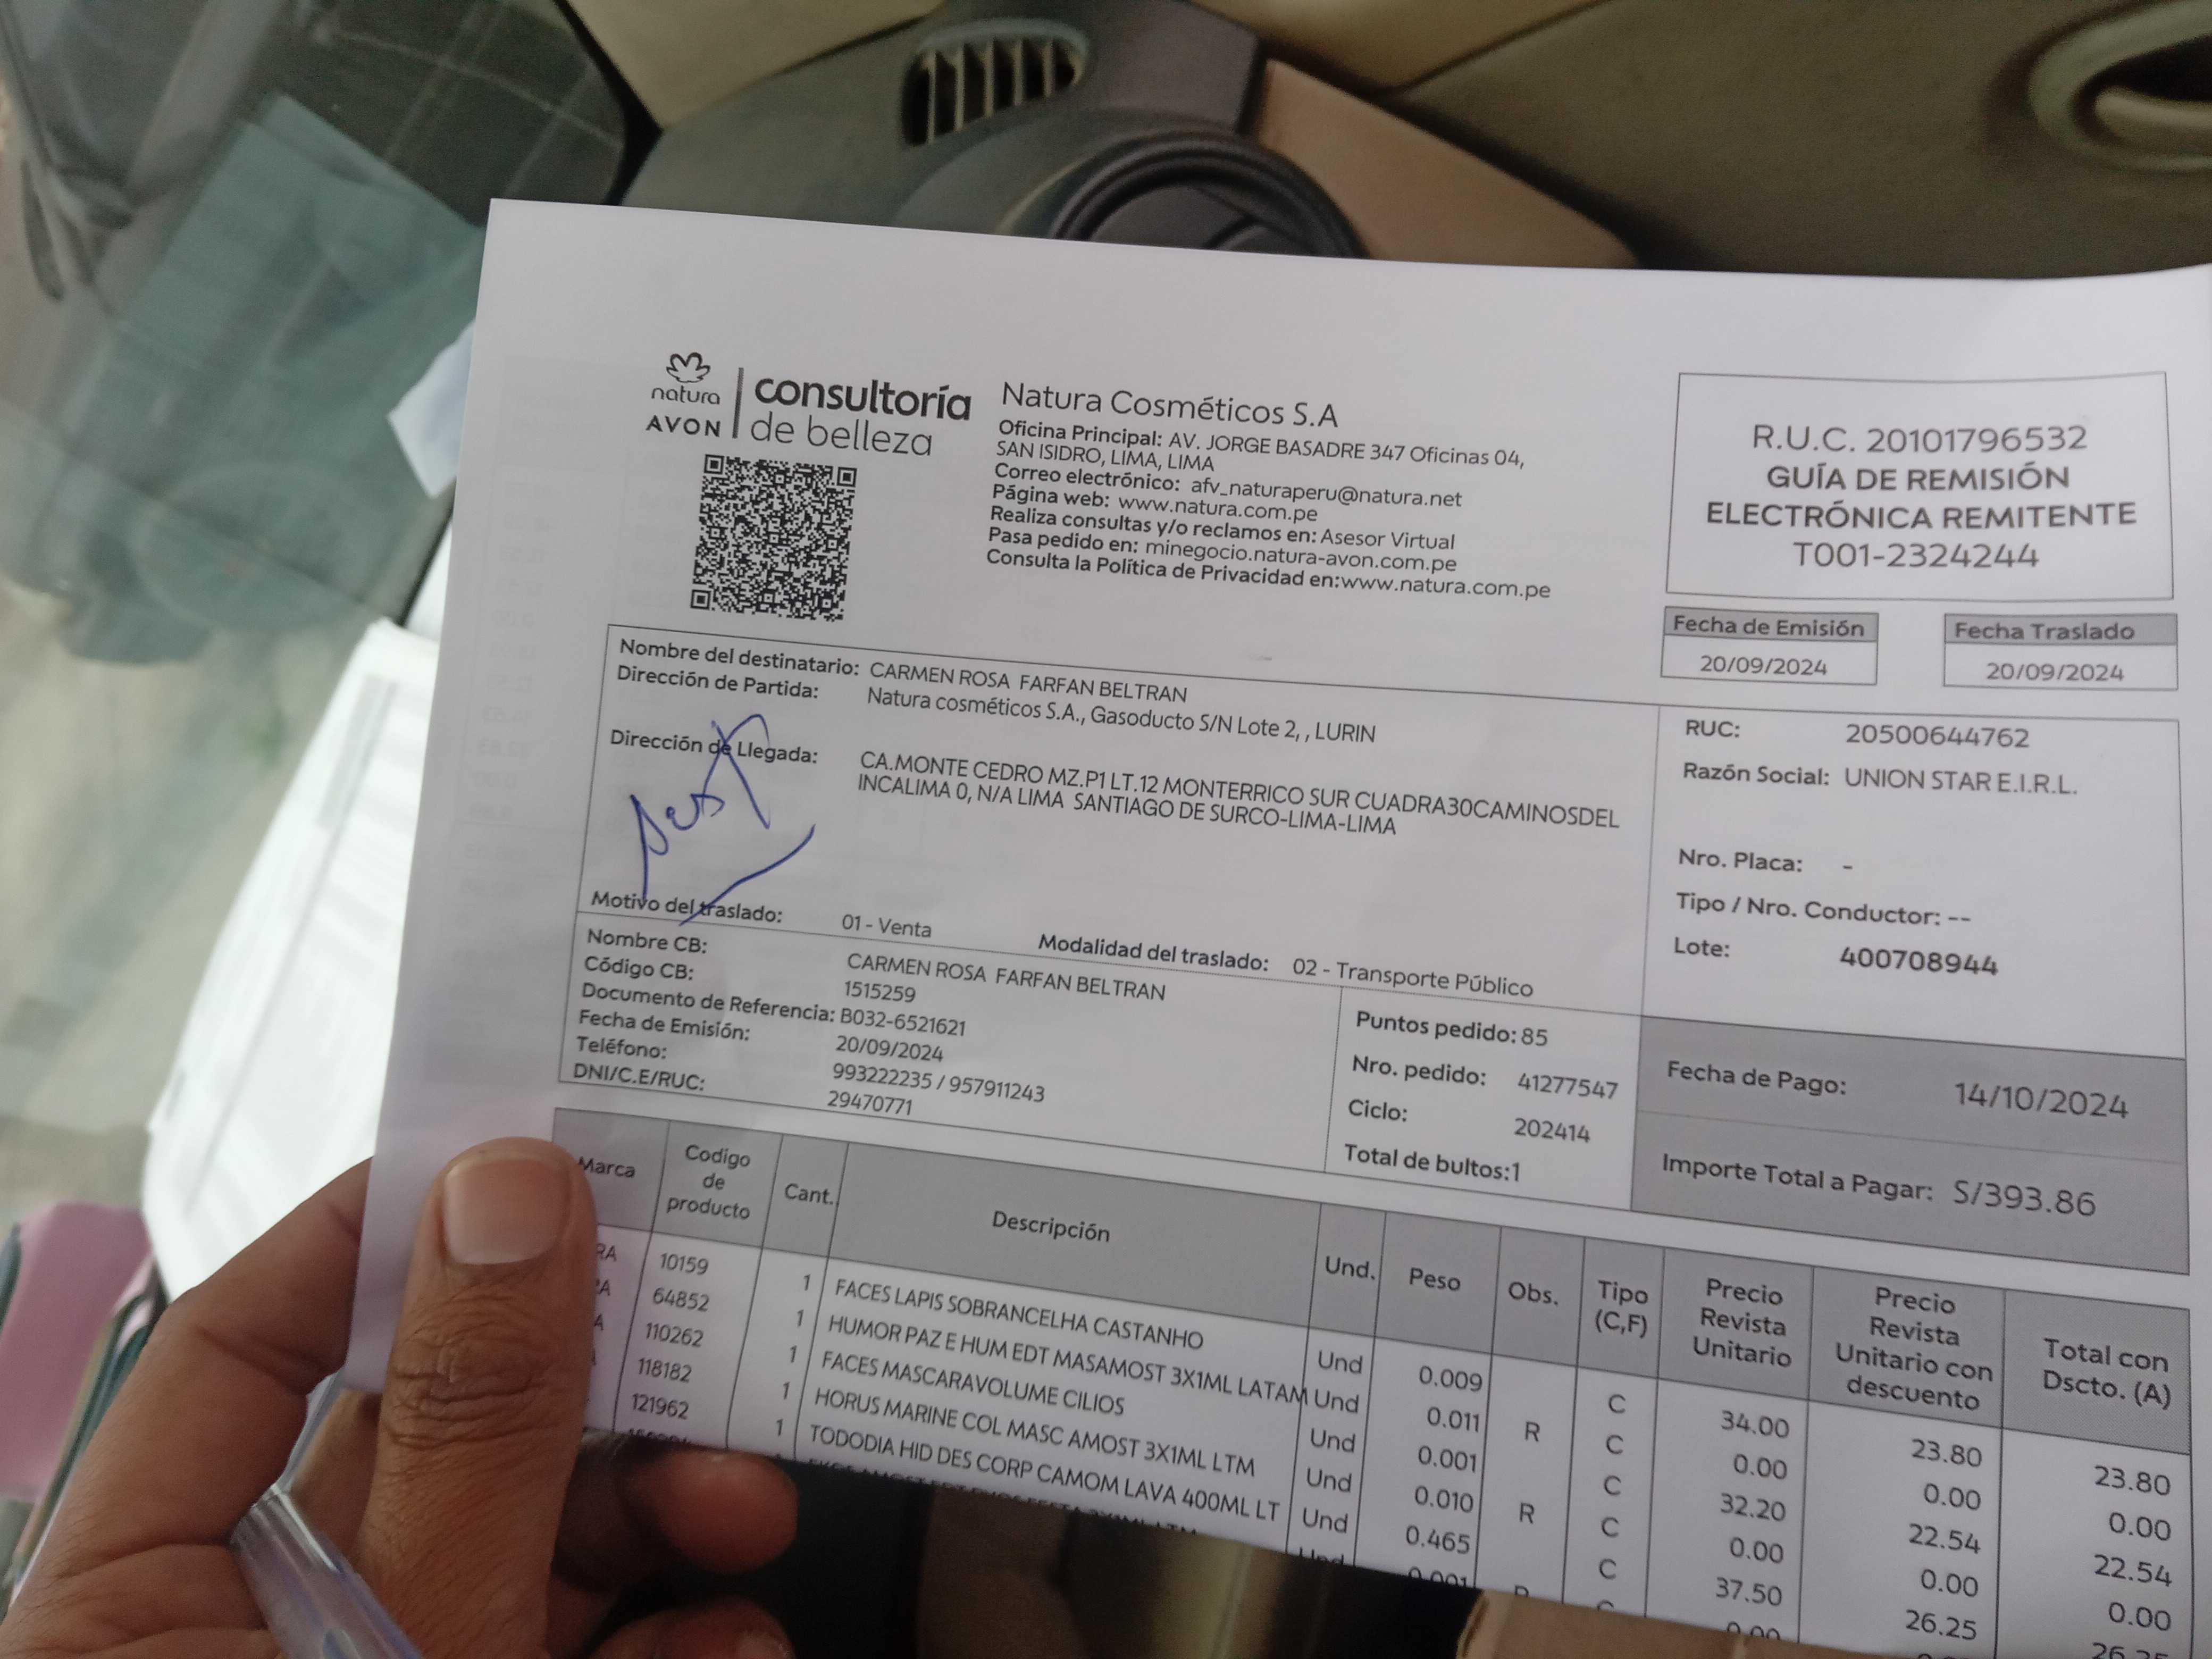 natura
AVON
consultoría
de belleza
Natura Cosméticos S.A
Oficina Principal: AV. JORGE BASADRE 347 Oficinas 04,
SAN ISIDRO, LIMA, LIMA
Correo electrónico: afv_naturaperu@natura.net
Página web: www.natura.com.pe
Realiza consultas y/o reclamos en: Asesor Virtual
Pasa pedido en: minegocio.natura-avon.com.pe
Consulta la Política de Privacidad en:www.natura.com.pe
R.U.C. 20101796532
GUÍA DE REMISIÓN
ELECTRÓNICA REMITENTE
T001-2324244
Fecha de Emisión
20/09/2024
Fecha Traslado
20/09/2024
Nombre del destinatario: CARMEN ROSA FARFAN BELTRAN
Dirección de Partida: Natura cosméticos S.A., Gasoducto S/N Lote 2, , LURIN
Dirección de Llegada: CA.MONTE CEDRO MZ.P1 LT.12 MONTERRICO SUR CUADRA30CAMINOSDEL
INCALIMA 0, N/A LIMA SANTIAGO DE SURCO-LIMA-LIMA
Motivo del traslado: 01 - Venta Modalidad del traslado: 02 - Transporte Público
RUC: 20500644762
Razón Social: UNION STAR E.I.R.L.
Nro. Placa: -
Tipo / Nro. Conductor: --
Lote: 400708944
Nombre CB: CARMEN ROSA FARFAN BELTRAN
Código CB: 1515259
Documento de Referencia: B032-6521621
Fecha de Emisión: 20/09/2024
Teléfono: 993222235 / 957911243
DNI/C.E/RUC: 29470771
Puntos pedido: 85
Nro. pedido: 41277547
Ciclo: 202414
Total de bultos:1
Fecha de Pago: 14/10/2024
Importe Total a Pagar: S/393.86
Marca Codigo de producto Cant. Descripción Und. Peso Obs. Tipo (C,F) Precio Revista Unitario Precio Revista Unitario con descuento Total con Dscto. (A)
RA 10159 1 FACES LAPIS SOBRANCELHA CASTANHO Und 0.009 C 34.00 23.80 23.80
RA 64852 1 HUMOR PAZ E HUM EDT MASAMOST 3X1ML LATAM Und 0.011 R C 0.00 0.00 0.00
A 110262 1 FACES MASCARAVOLUME CILIOS Und 0.001 C 32.20 22.54 22.54
118182 1 HORUS MARINE COL MASC AMOST 3X1ML LTM Und 0.010 R C 0.00 0.00 0.00
121962 1 TODODIA HID DES CORP CAMOM LAVA 400ML LT Und 0.465 C 37.50 26.25 26.25
Und 0.001 R C 0.00